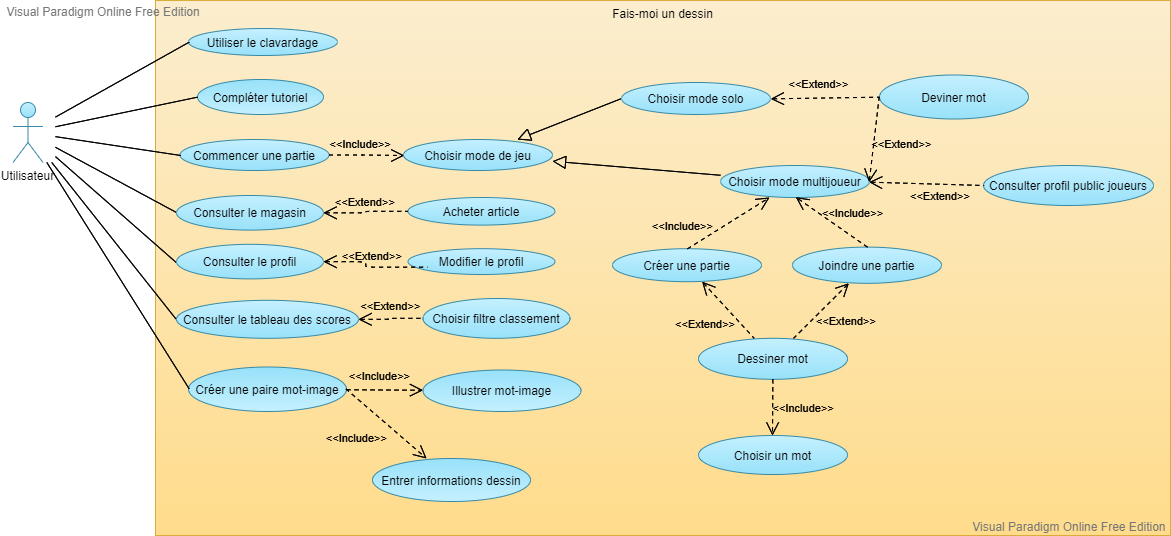 Visual Paradigm Online Free Edition
Fais-moi un dessin
Utiliser le clavardage
Compléter tutoriel
Choisir mode solo
<<Extend>>
Deviner mot
Utilisateur
Commencer une partie
<<Include>>
Choisir mode de jeu
<<Extend>>
Choisir mode multijoueur
Consulter profil public joueurs
<<Extend>>
Consulter le magasin
<<Extend>>
Acheter article
<<Include>>
<<Include>>
Consulter le profil
<<Extend>>
Modifier le profil
Créer une partie
Joindre une partie
Consulter le tableau des scores
<<Extend>>
Choisir filtre classement
<<Extend>>
<<Extend>>
Dessiner mot
Créer une paire mot-image
<<Include>>
Illustrer mot-image
<<Include>>
<<Include>>
Choisir un mot
Entrer informations dessin
Visual Paradigm Online Free Edition